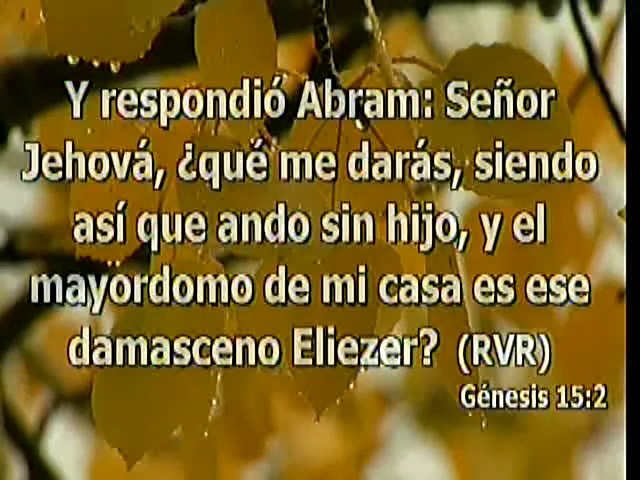 Y respondió Abram: Señor
Jehová, ¿qué me darás, siendo
así que ando sin hijo, y el
mayordomo de mi casa es ese
damasceno Eliezer? (RVR)
Génesis 15:2